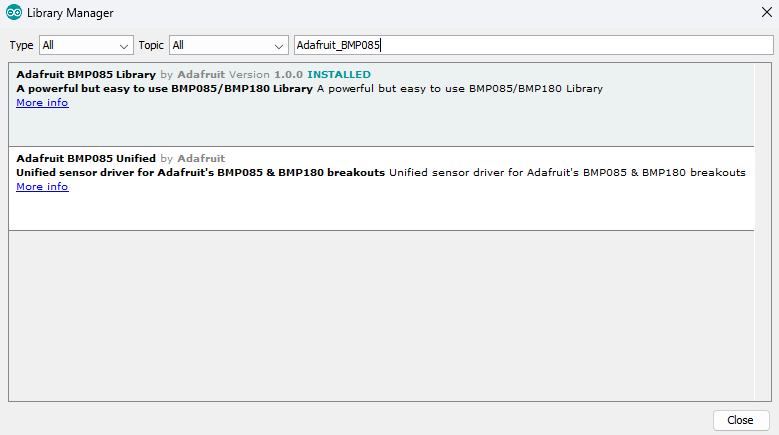 Library Manager
Type All Topic All Adafruit_BMP085
Adafruit BMP085 Library by Adafruit Version 1.0.0 INSTALLED
A powerful but easy to use BMP085/BMP180 Library A powerful but easy to use BMP085/BMP180 Library
More info
Adafruit BMP085 Unified by Adafruit
Unified sensor driver for Adafruit's BMP085 & BMP180 breakouts Unified sensor driver for Adafruit's BMP085 & BMP180 breakouts
More info
Close